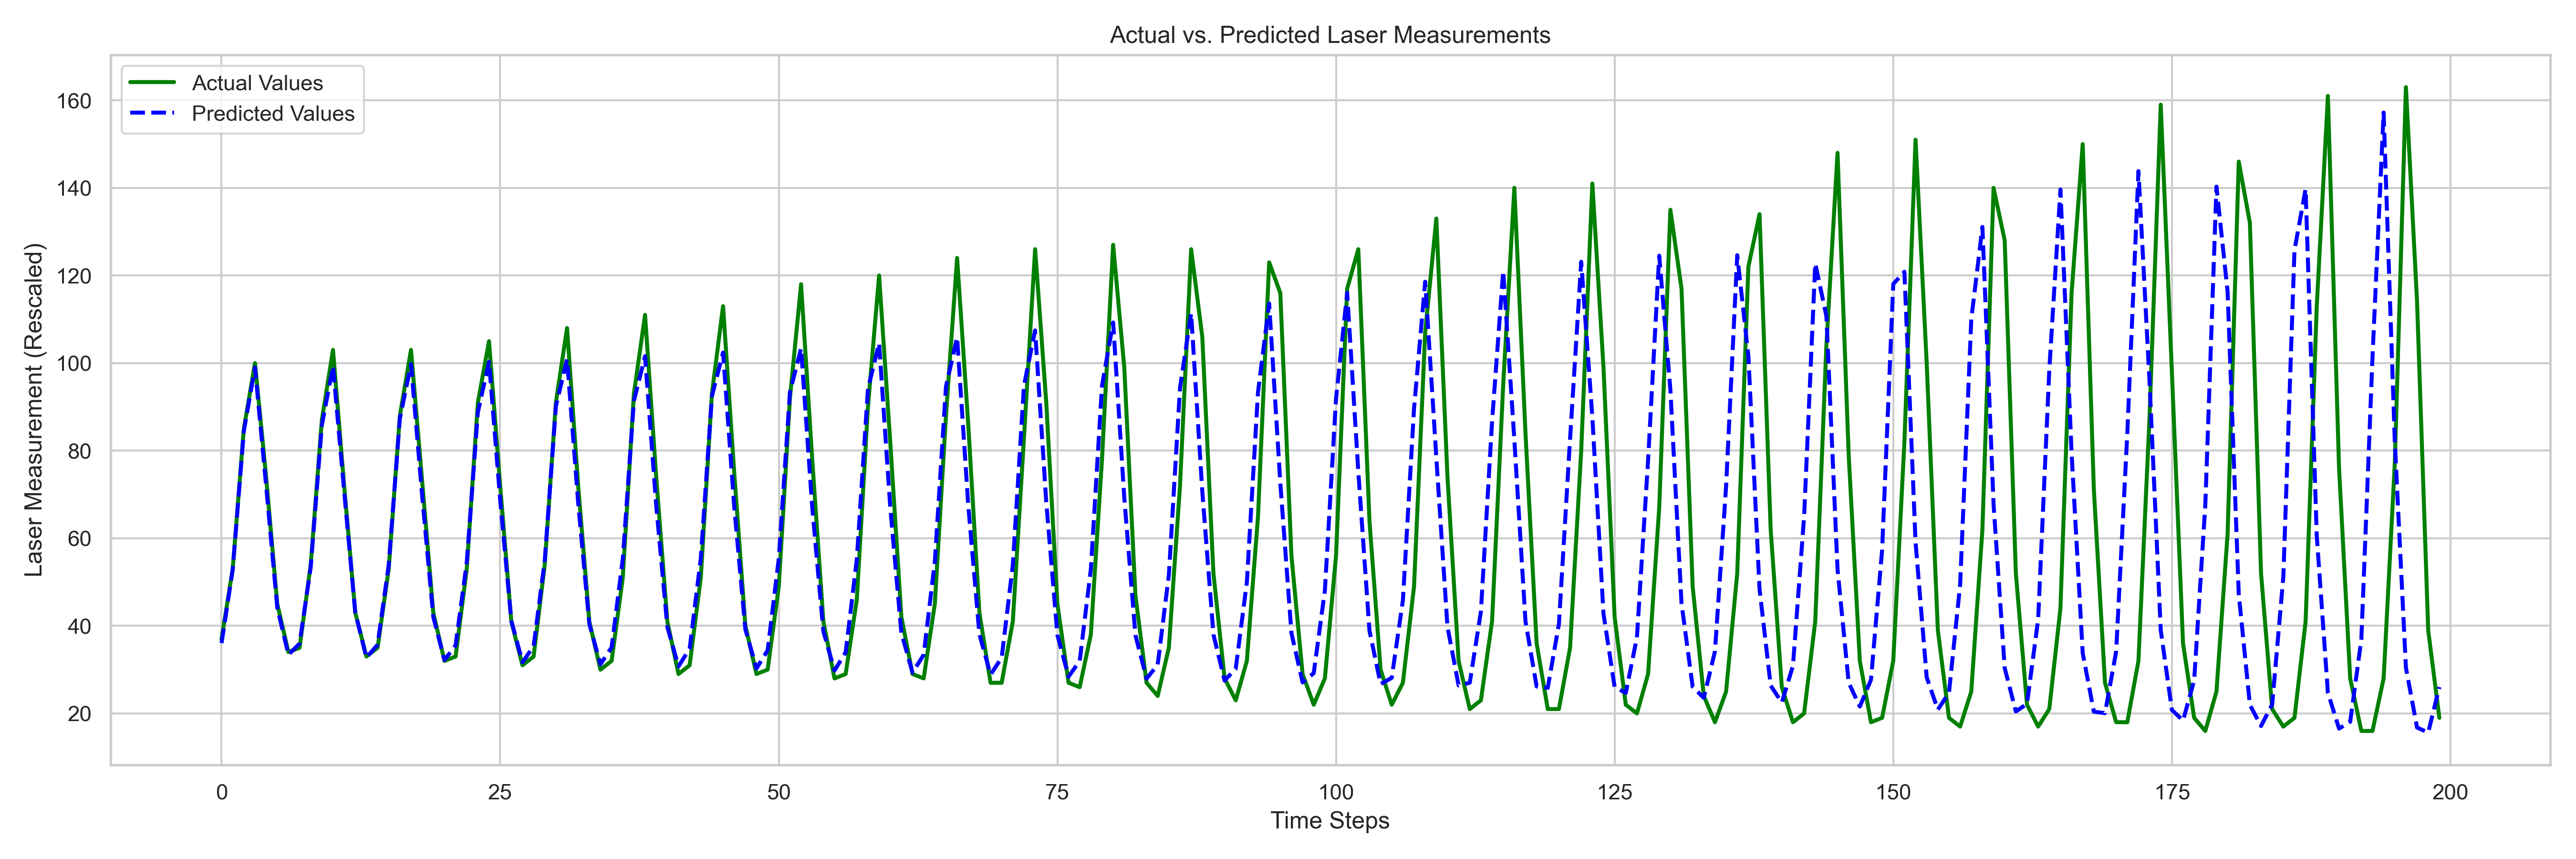 Actual vs. Predicted Laser Measurements
Actual Values
Predicted Values
Laser Measurement (Rescaled)
160
140
120
100
80
60
40
20
0 25 50 75 100 125 150 175 200
Time Steps